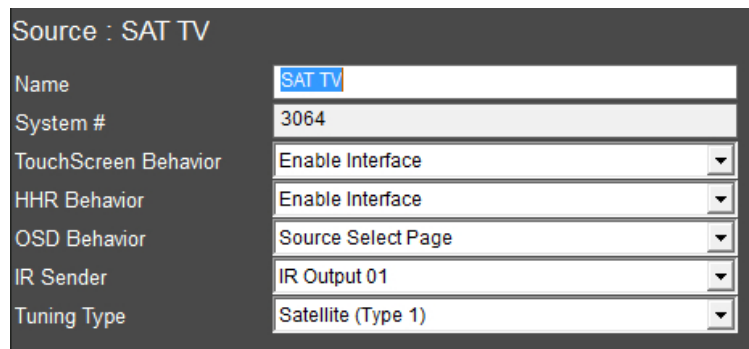 Source : SAT TV
Name SAT TV
System # 3064
TouchScreen Behavior Enable Interface
HHR Behavior Enable Interface
OSD Behavior Source Select Page
IR Sender IR Output 01
Tuning Type Satellite (Type 1)